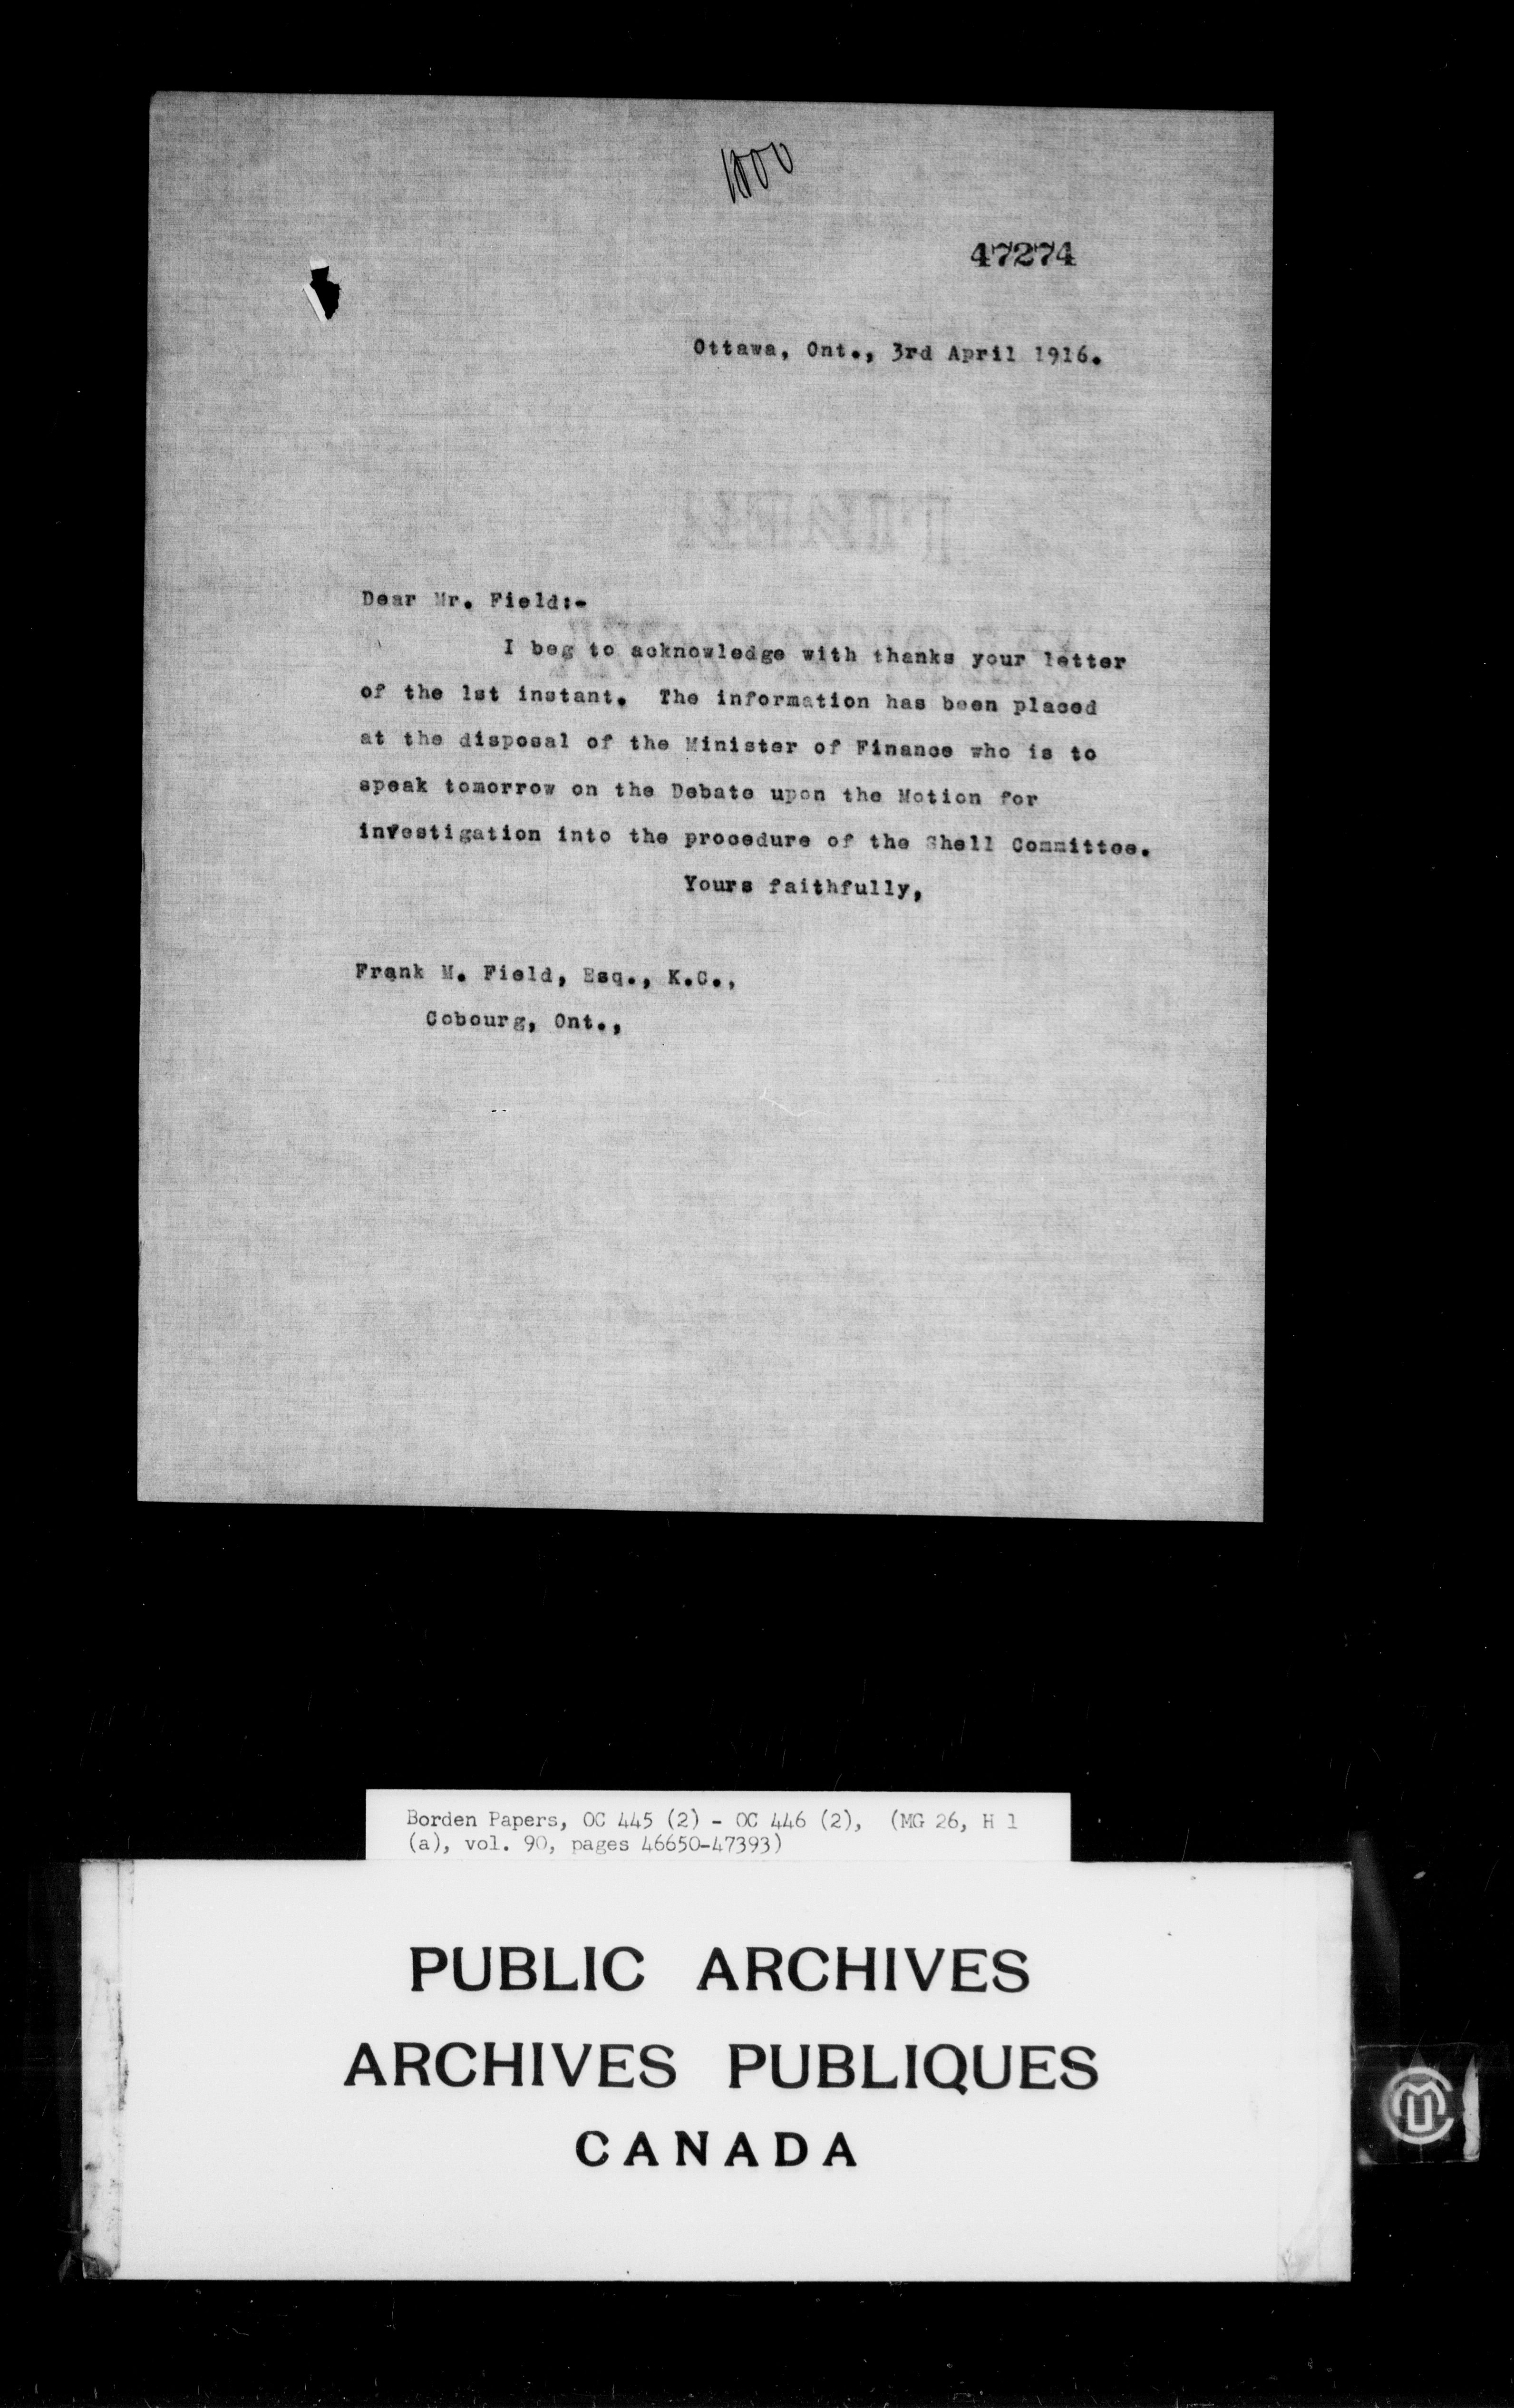 47274
Ottawa, Ont., 3rd April 1916.
Dear Mr. Field:-
I beg to acknowledge with thanks your letter
of the 1st instant. The information has been placed
at the disposal of the Minister of Finance who is to
speak tomorrow on the Debate upon the Motion for
investigation into the procedure of the Shell Committee.
Yours faithfully,
Frank M. Field, Esq., K.C.,
Cobourg, Ont.,
Borden Papers, OC 445 (2) - OC 446 (2), (MG 26, H 1
(a), vol. 90, pages 46650-47393)
PUBLIC ARCHIVES
ARCHIVES PUBLIQUES
CANADA